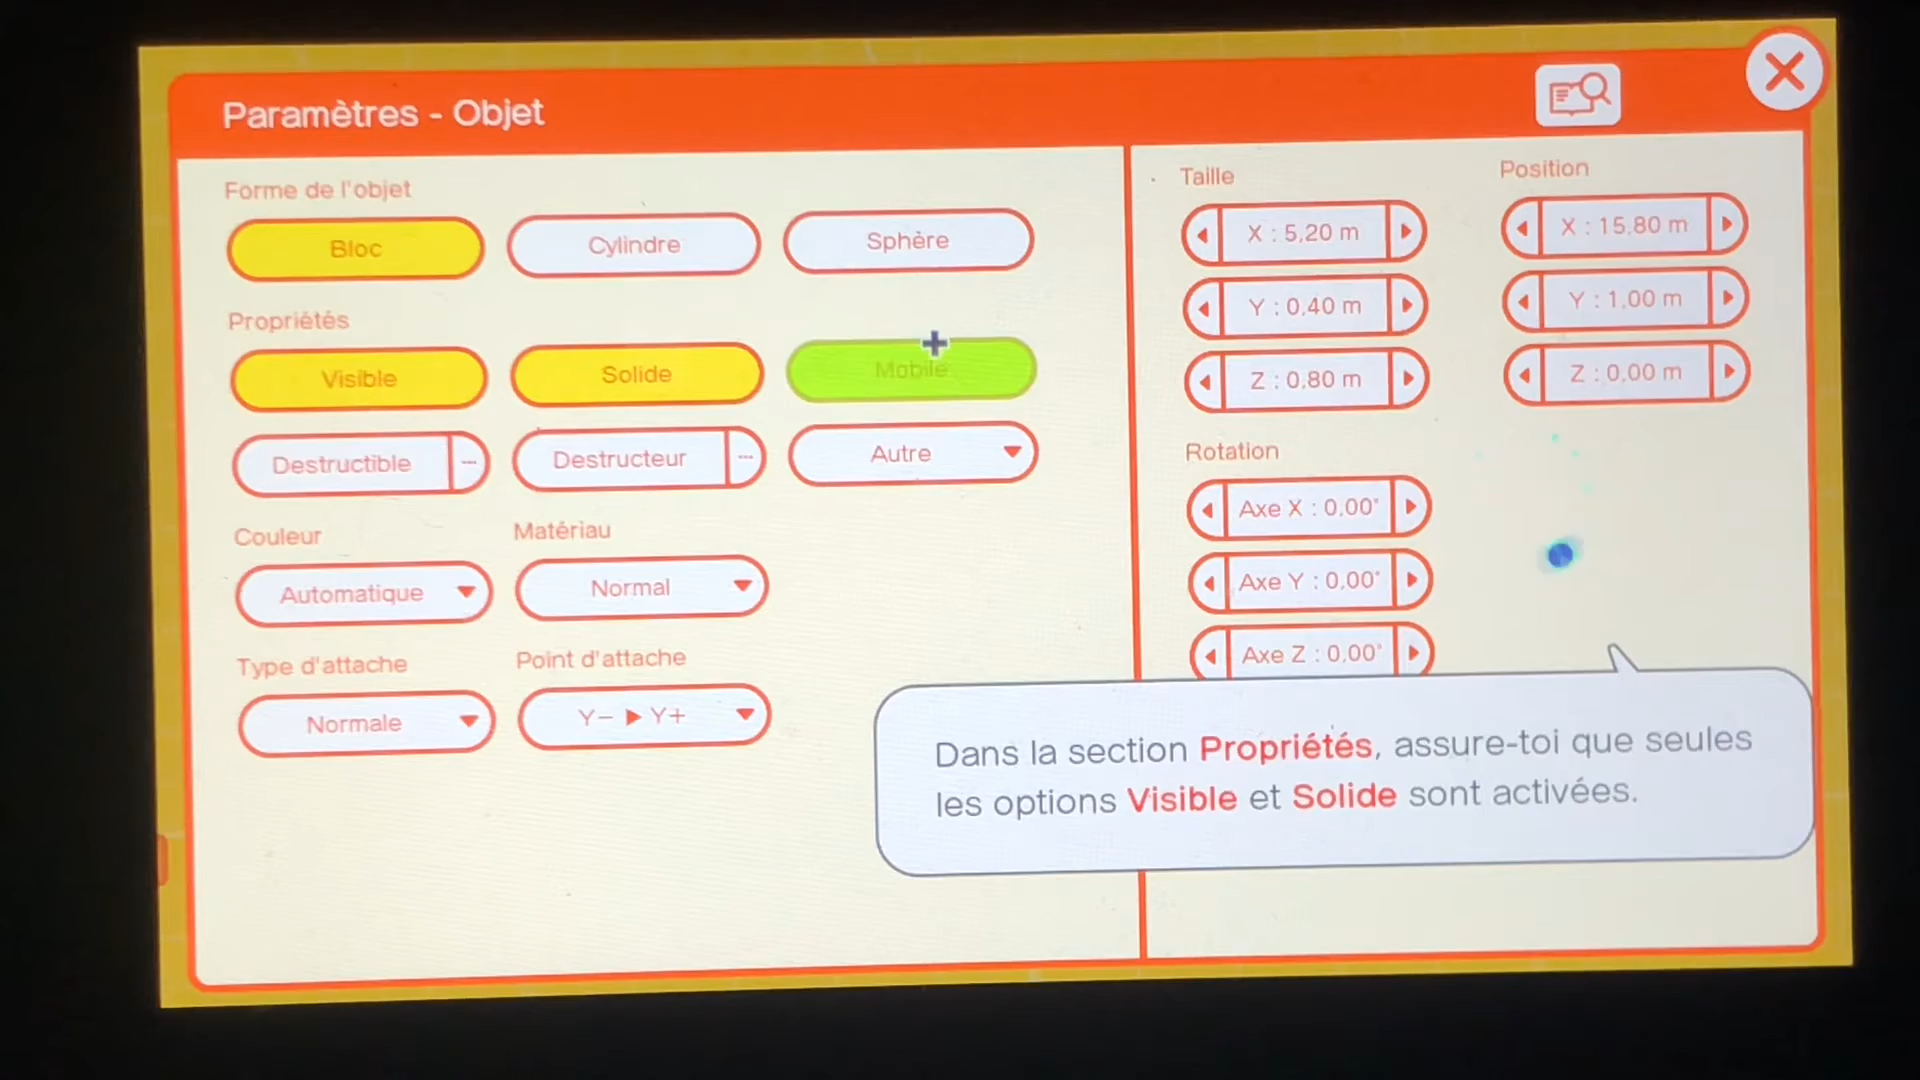 Paramètres - Objet
Forme de l'objet
Bloc
Cylindre
Sphère
Propriétés
Visible
Solide
Mobile
Destructible
Destructeur
Autre
Couleur
Matériau
Automatique
Normal
Type d'attache
Point d'attache
Normale
Y- ▶ Y+
Taille
X : 5,20 m
Y : 0,40 m
Z : 0,80 m
Position
X : 15,80 m
Y : 1,00 m
Z : 0,00 m
Rotation
Axe X : 0,00°
Axe Y : 0,00°
Axe Z : 0,00°
Dans la section Propriétés, assure-toi que seules
les options Visible et Solide sont activées.